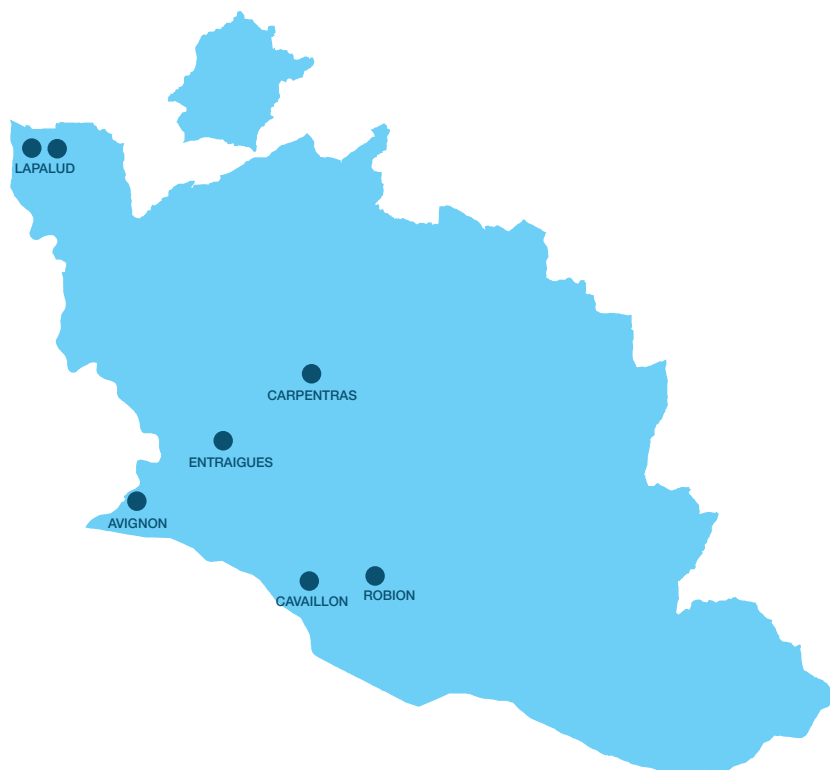 LAPALUD
CARPENTRAS
ENTRAIGUES
AVIGNON
CAVAILLON
ROBION